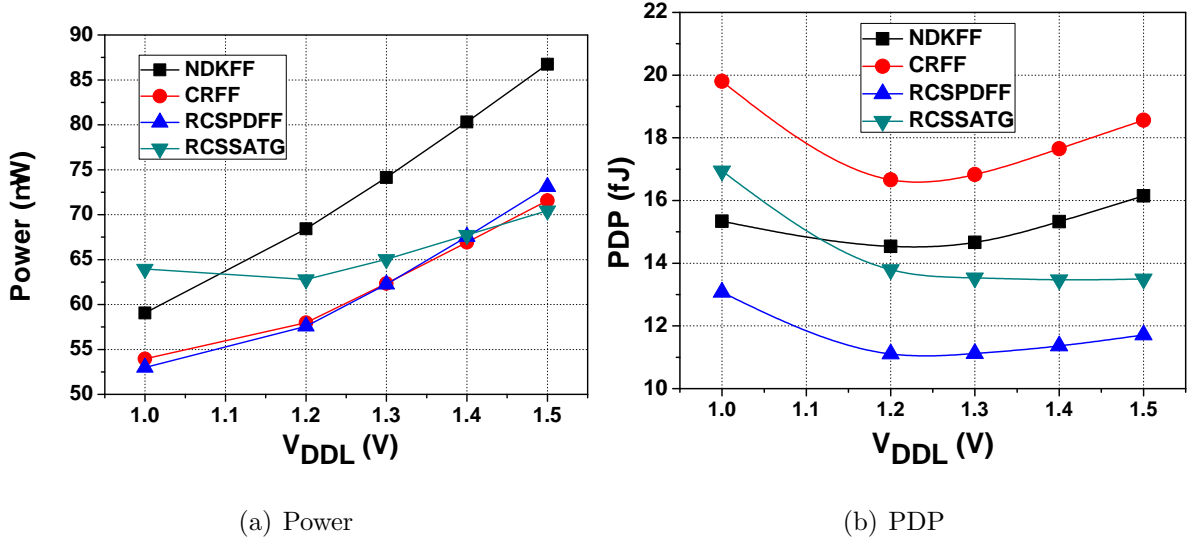 90
85
80
75
70
65
60
55
50
Power (mW)
NDKFF
CRFF
RCSPDFF
RCSSATG
1.0 1.1 1.2 1.3 1.4 1.5
VDDL (V)
(a) Power
22
20
18
16
14
12
10
PDP (fJ)
NDKFF
CRFF
RCSPDFF
RCSSATG
1.0 1.1 1.2 1.3 1.4 1.5
VDDL (V)
(b) PDP